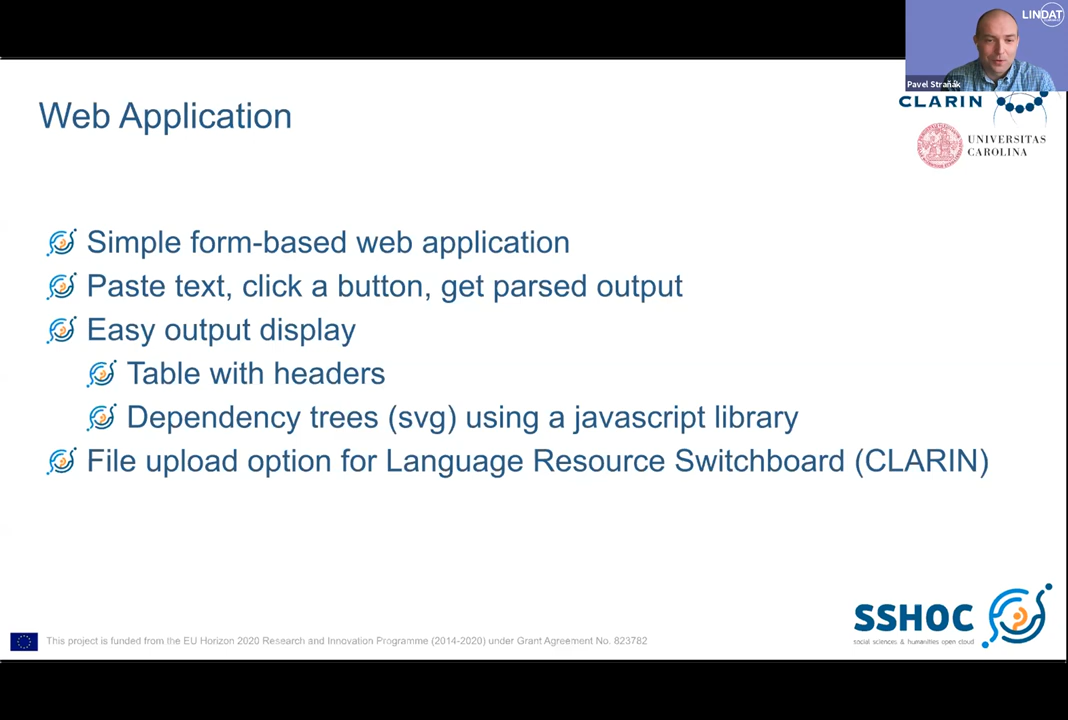 LINDAT
Pavel Straňák
CLARIN
UNIVERSITAS
CAROLINA
Web Application
Simple form-based web application
Paste text, click a button, get parsed output
Easy output display
Table with headers
Dependency trees (svg) using a javascript library
File upload option for Language Resource Switchboard (CLARIN)
SSHOC
social sciences & humanities open cloud
This project is funded from the EU Horizon 2020 Research and Innovation Programme (2014-2020) under Grant Agreement No. 823782